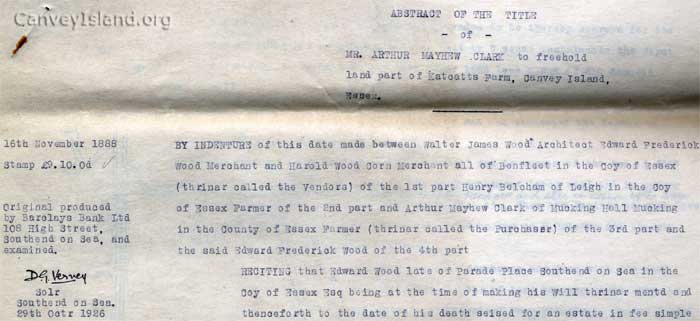 CanveyIsland.org
ABSTRACT OF THE TITLE
- of -
MR. ARTHUR MAYHEW CLARK to freehold
land part of Katcatts Farm, Canvey Island,
Essex.
16th November 1888
Stamp £9.10.0d
Original produced
by Barclays Bank Ltd
108 High Street,
Southend on Sea, and
examined.
D G Verney
Solr
Southend on Sea.
29th Octr 1926
BY INDENTURE of this date made between Walter James Wood Architect Edward Frederick
Wood Merchant and Harold Wood Corn Merchant all of Benfleet in the Coy of Essex
(thrinar called the Vendors) of the 1st part Henry Belcham of Leigh in the Coy
of Essex Farmer of the 2nd part and Arthur Mayhew Clark of Mucking Hall Mucking
in the County of Essex Farmer (thrinar called the Purchaser) of the 3rd part and
the said Edward Frederick Wood of the 4th part
RECITING that Edward Wood late of Parade Place Southend on Sea in the
Coy of Essex Esq being at the time of making his Will thrinar mentd and
thenceforth to the date of his death seised for an estate in fee simple